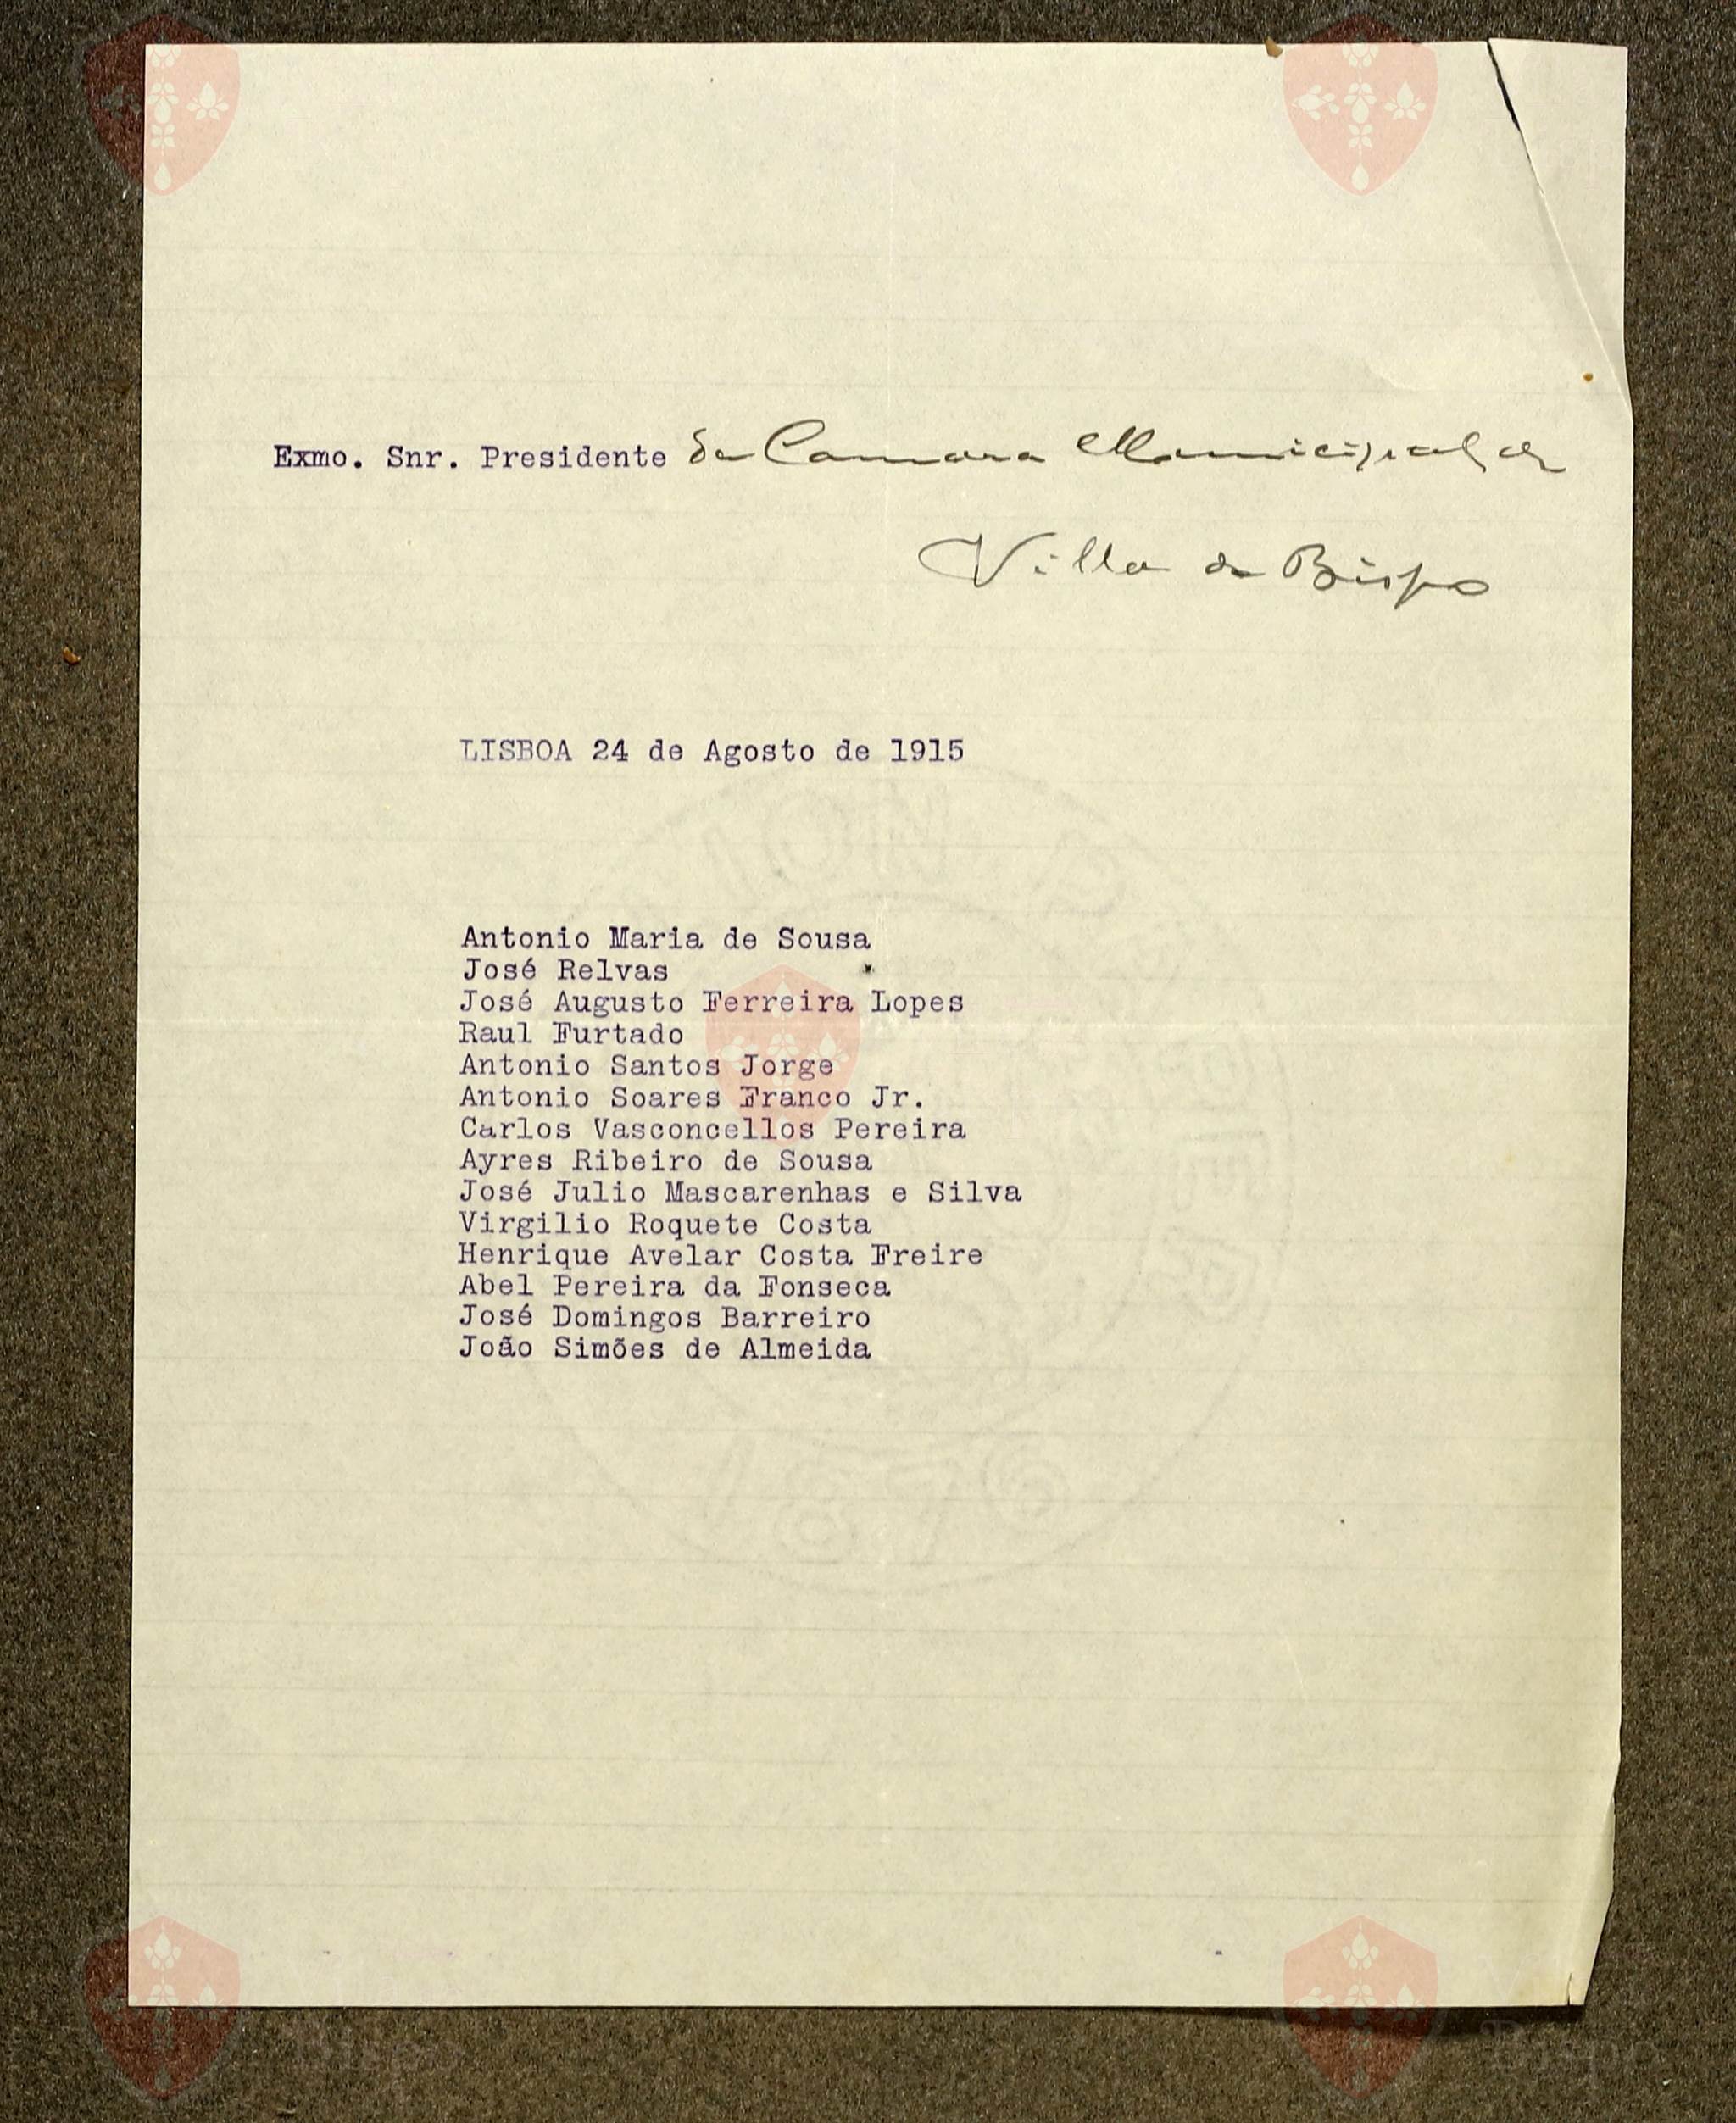 Exmo. Snr. Presidente da Camara Municipal de
Villa do Bispo
LISBOA 24 de Agosto de 1915
Antonio Maria de Sousa
José Relvas
José Augusto Ferreira Lopes
Raul Furtado
Antonio Santos Jorge
Antonio Soares Franco Jr.
Carlos Vasconcellos Pereira
Ayres Ribeiro de Sousa
José Julio Mascarenhas e Silva
Virgilio Roquete Costa
Henrique Avelar Costa Freire
Abel Pereira da Fonseca
José Domingos Barreiro
João Simões de Almeida